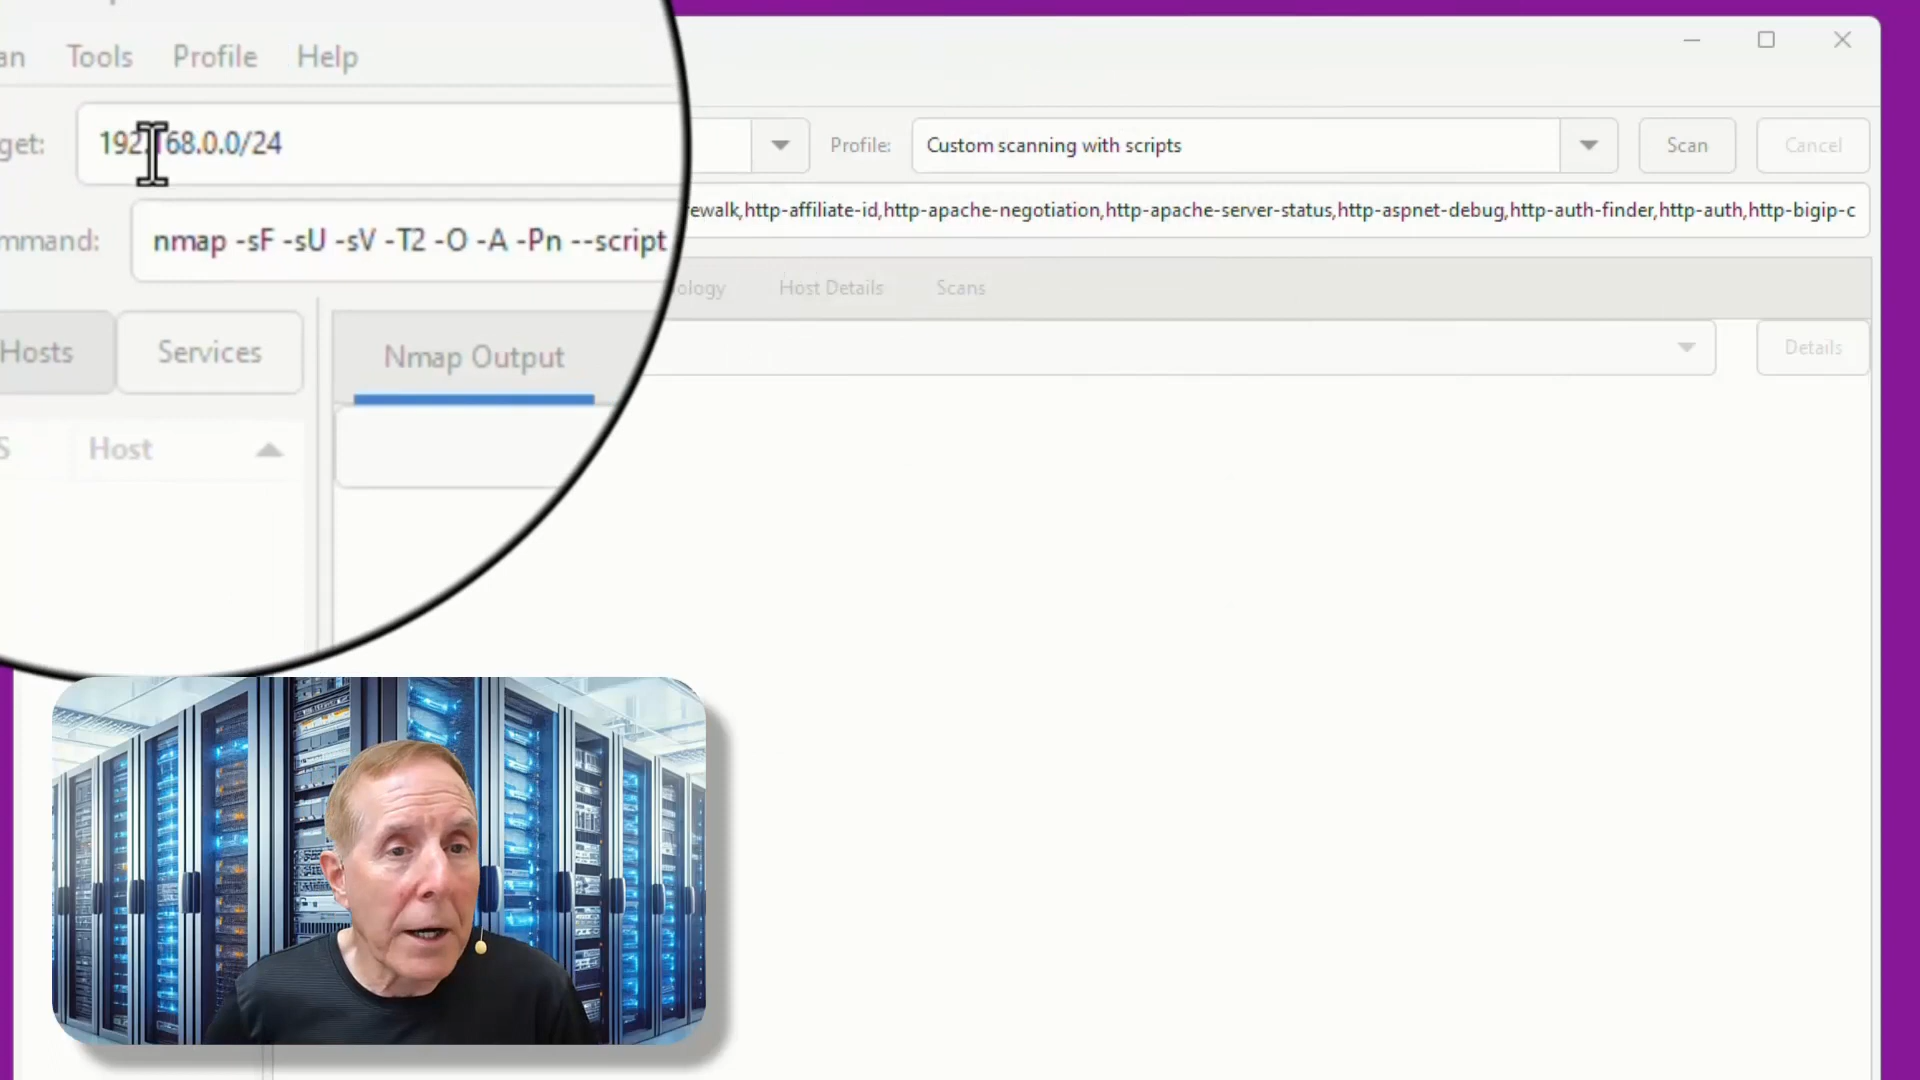 an Tools Profile Help
get: 192.168.0.0/24 Profile: Custom scanning with scripts Scan Cancel
mmand: nmap -sF -sU -sV -T2 -O -A -Pn --script ewalk,http-affiliate-id,http-apache-negotiation,http-apache-server-status,http-aspnet-debug,http-auth-finder,http-auth,http-bigip-c
Hosts Services Nmap Output ology Host Details Scans
Details
S Host